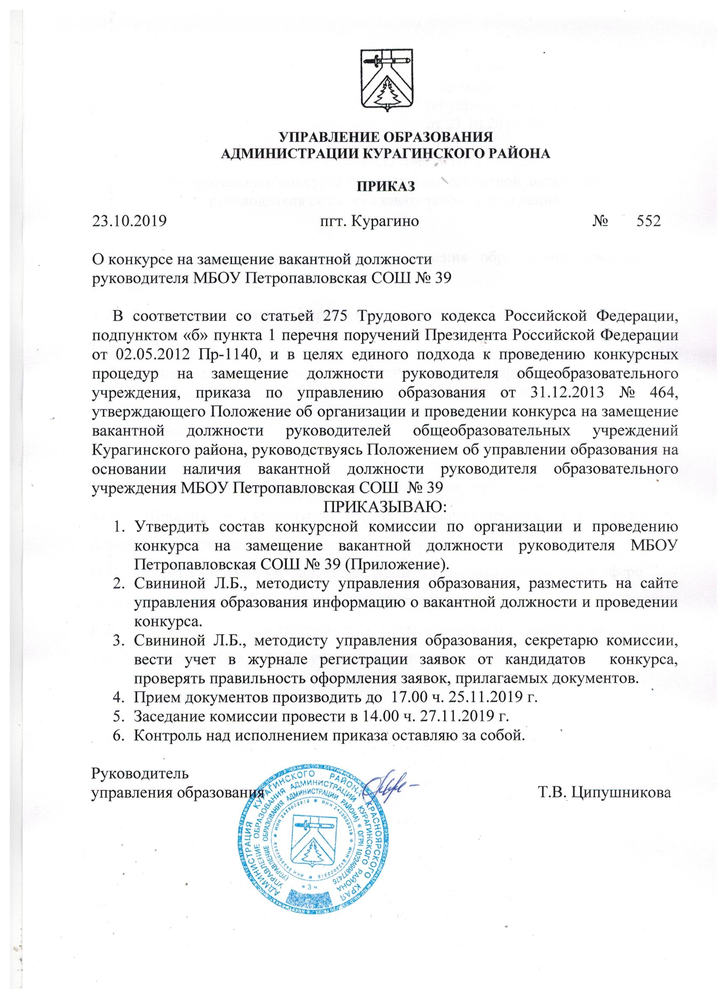 УПРАВЛЕНИЕ ОБРАЗОВАНИЯ
АДМИНИСТРАЦИИ КУРАГИНСКОГО РАЙОНА
ПРИКАЗ
23.10.2019 пгт. Курагино № 552
О конкурсе на замещение вакантной должности
руководителя МБОУ Петропавловская СОШ № 39
В соответствии со статьей 275 Трудового кодекса Российской Федерации,
подпунктом «б» пункта 1 перечня поручений Президента Российской Федерации
от 02.05.2012 Пр-1140, и в целях единого подхода к проведению конкурсных
процедур на замещение должности руководителя общеобразовательного
учреждения, приказа по управлению образования от 31.12.2013 № 464,
утверждающего Положение об организации и проведении конкурса на замещение
вакантной должности руководителей общеобразовательных учреждений
Курагинского района, руководствуясь Положением об управлении образования на
основании наличия вакантной должности руководителя образовательного
учреждения МБОУ Петропавловская СОШ № 39
ПРИКАЗЫВАЮ:
1. Утвердить состав конкурсной комиссии по организации и проведению
конкурса на замещение вакантной должности руководителя МБОУ
Петропавловская СОШ № 39 (Приложение).
2. Свининой Л.Б., методисту управления образования, разместить на сайте
управления образования информацию о вакантной должности и проведении
конкурса.
3. Свининой Л.Б., методисту управления образования, секретарю комиссии,
вести учет в журнале регистрации заявок от кандидатов конкурса,
проверять правильность оформления заявок, прилагаемых документов.
4. Прием документов производить до 17.00 ч. 25.11.2019 г.
5. Заседание комиссии провести в 14.00 ч. 27.11.2019 г.
6. Контроль над исполнением приказа оставляю за собой.
Руководитель
управления образования Т.В. Ципушникова
АДМИНИСТРАЦИЯ КУРАГИНСКОГО РАЙОНА КРАСНОЯРСКОГО КРАЯ
УПРАВЛЕНИЕ ОБРАЗОВАНИЯ АДМИНИСТРАЦИИ КУРАГИНСКОГО РАЙОНА
(УПРАВЛЕНИЕ ОБРАЗОВАНИЯ АДМИНИСТРАЦИИ РАЙОНА) * ОГРН 1022400877476
* ИНН 2423002919 * ИНН 2423002919 * ИНН 2423002919 * ИНН 2423002919
* 3 *